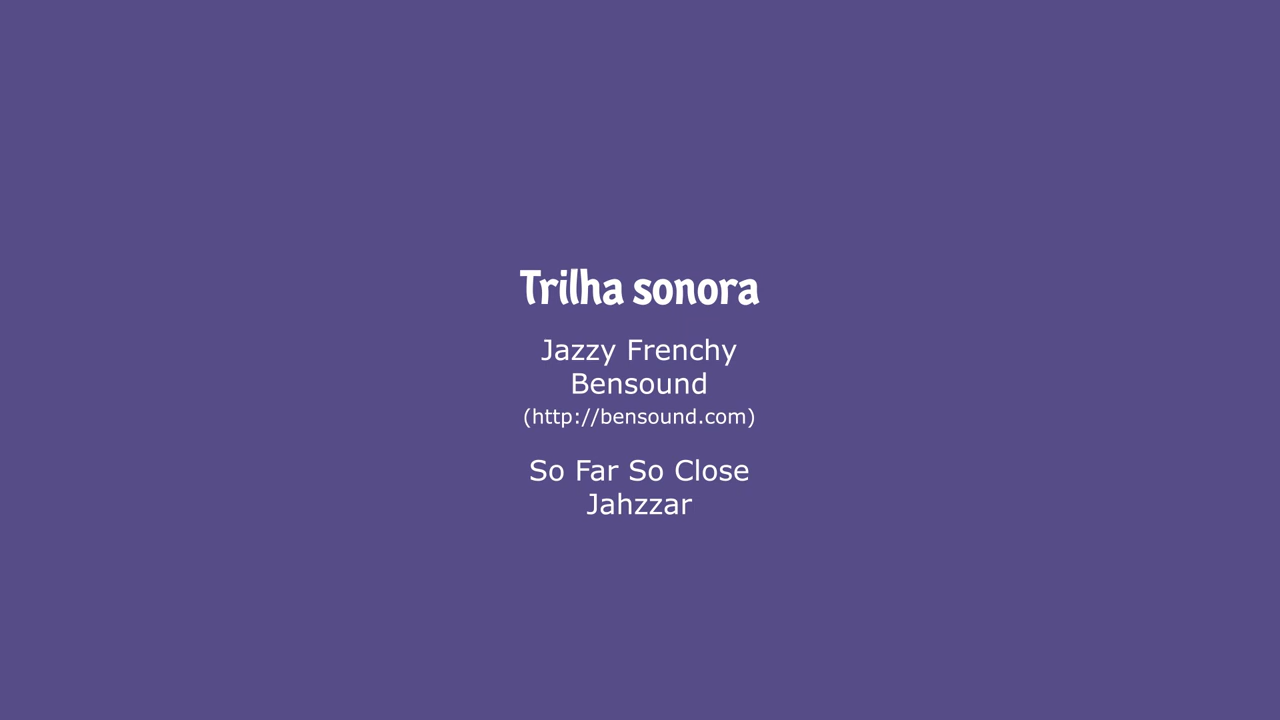 Trilha sonora
Jazzy Frenchy
Bensound
(http://bensound.com)
So Far So Close
Jahzzar